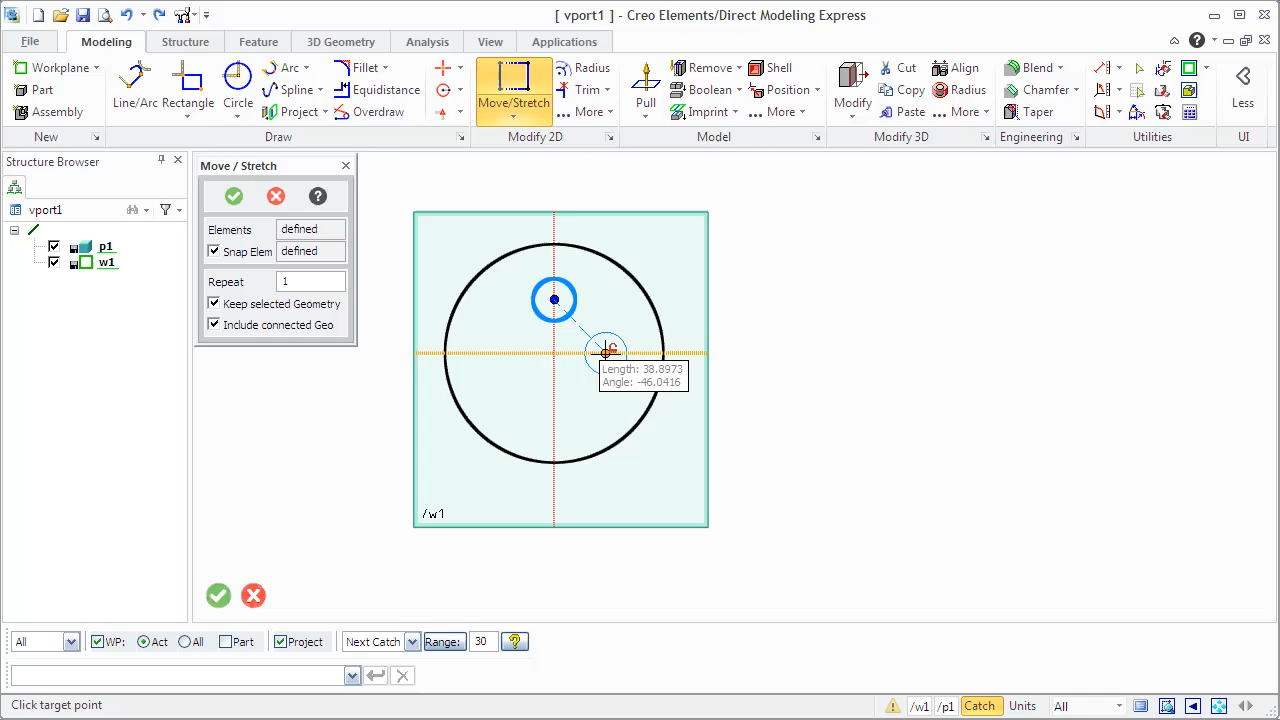 [ vport1 ] - Creo Elements/Direct Modeling Express
File Modeling Structure Feature 3D Geometry Analysis View Applications
Workplane Line/Arc Rectangle Circle Arc Fillet Move/Stretch Radius Pull Remove Shell Modify Cut Align Blend Less
Part Spline Equidistance Trim Boolean Position Copy Radius Chamfer
Assembly Project Overdraw More Imprint More Paste More Taper
New Draw Modify 2D Model Modify 3D Engineering Utilities UI
Structure Browser
vport1
p1
w1
Move / Stretch
Elements defined
Snap Elem defined
Repeat 1
Keep selected Geometry
Include connected Geo
Length: 38.8973
Angle: -46.0416
/w1
All WP: Act All Part Project Next Catch Range: 30
Click target point /w1 /p1 Catch Units All